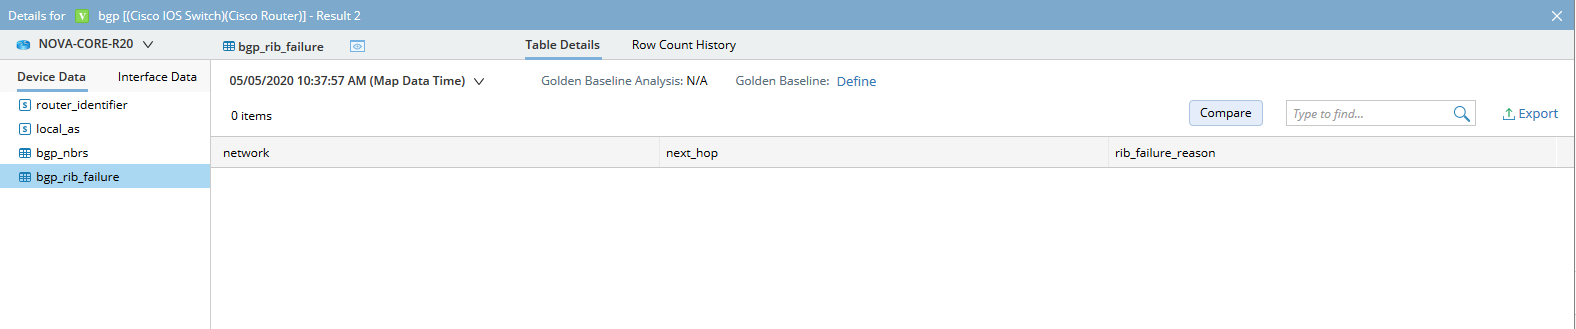 Details for V bgp [(Cisco IOS Switch)(Cisco Router)] - Result 2
NOVA-CORE-R20
bgp_rib_failure
Table Details
Row Count History
Device Data
Interface Data
router_identifier
local_as
bgp_nbrs
bgp_rib_failure
05/05/2020 10:37:57 AM (Map Data Time)
Golden Baseline Analysis: N/A
Golden Baseline: Define
0 items
Compare
Type to find...
Export
network
next_hop
rib_failure_reason